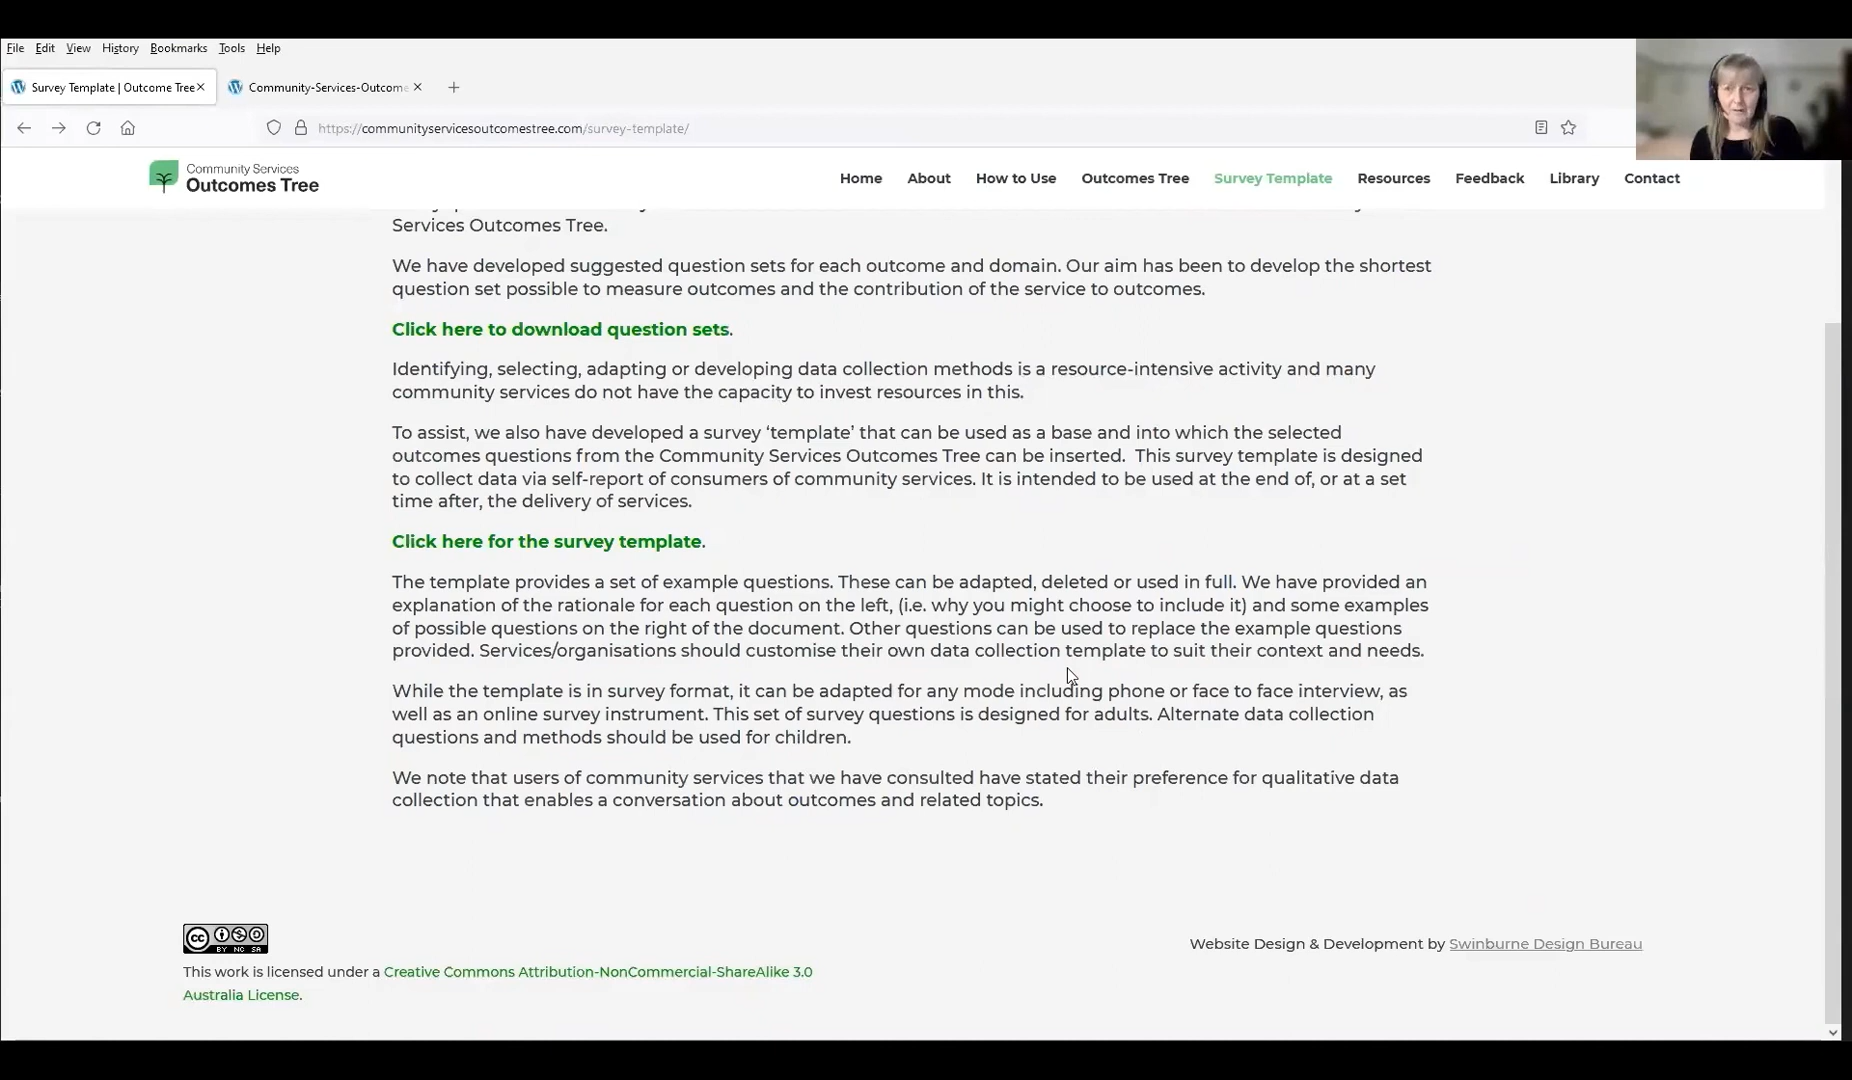 File Edit View History Bookmarks Tools Help
Survey Template | Outcome Tree
Community-Services-Outcome
https://communityservicesoutcomestree.com/survey-template/
Community Services
Outcomes Tree
Home About How to Use Outcomes Tree Survey Template Resources Feedback Library Contact
Services Outcomes Tree.
We have developed suggested question sets for each outcome and domain. Our aim has been to develop the shortest
question set possible to measure outcomes and the contribution of the service to outcomes.
Click here to download question sets.
Identifying, selecting, adapting or developing data collection methods is a resource-intensive activity and many
community services do not have the capacity to invest resources in this.
To assist, we also have developed a survey ‘template’ that can be used as a base and into which the selected
outcomes questions from the Community Services Outcomes Tree can be inserted. This survey template is designed
to collect data via self-report of consumers of community services. It is intended to be used at the end of, or at a set
time after, the delivery of services.
Click here for the survey template.
The template provides a set of example questions. These can be adapted, deleted or used in full. We have provided an
explanation of the rationale for each question on the left, (i.e. why you might choose to include it) and some examples
of possible questions on the right of the document. Other questions can be used to replace the example questions
provided. Services/organisations should customise their own data collection template to suit their context and needs.
While the template is in survey format, it can be adapted for any mode including phone or face to face interview, as
well as an online survey instrument. This set of survey questions is designed for adults. Alternate data collection
questions and methods should be used for children.
We note that users of community services that we have consulted have stated their preference for qualitative data
collection that enables a conversation about outcomes and related topics.
cc BY NC SA
Website Design & Development by Swinburne Design Bureau
This work is licensed under a Creative Commons Attribution-NonCommercial-ShareAlike 3.0
Australia License.